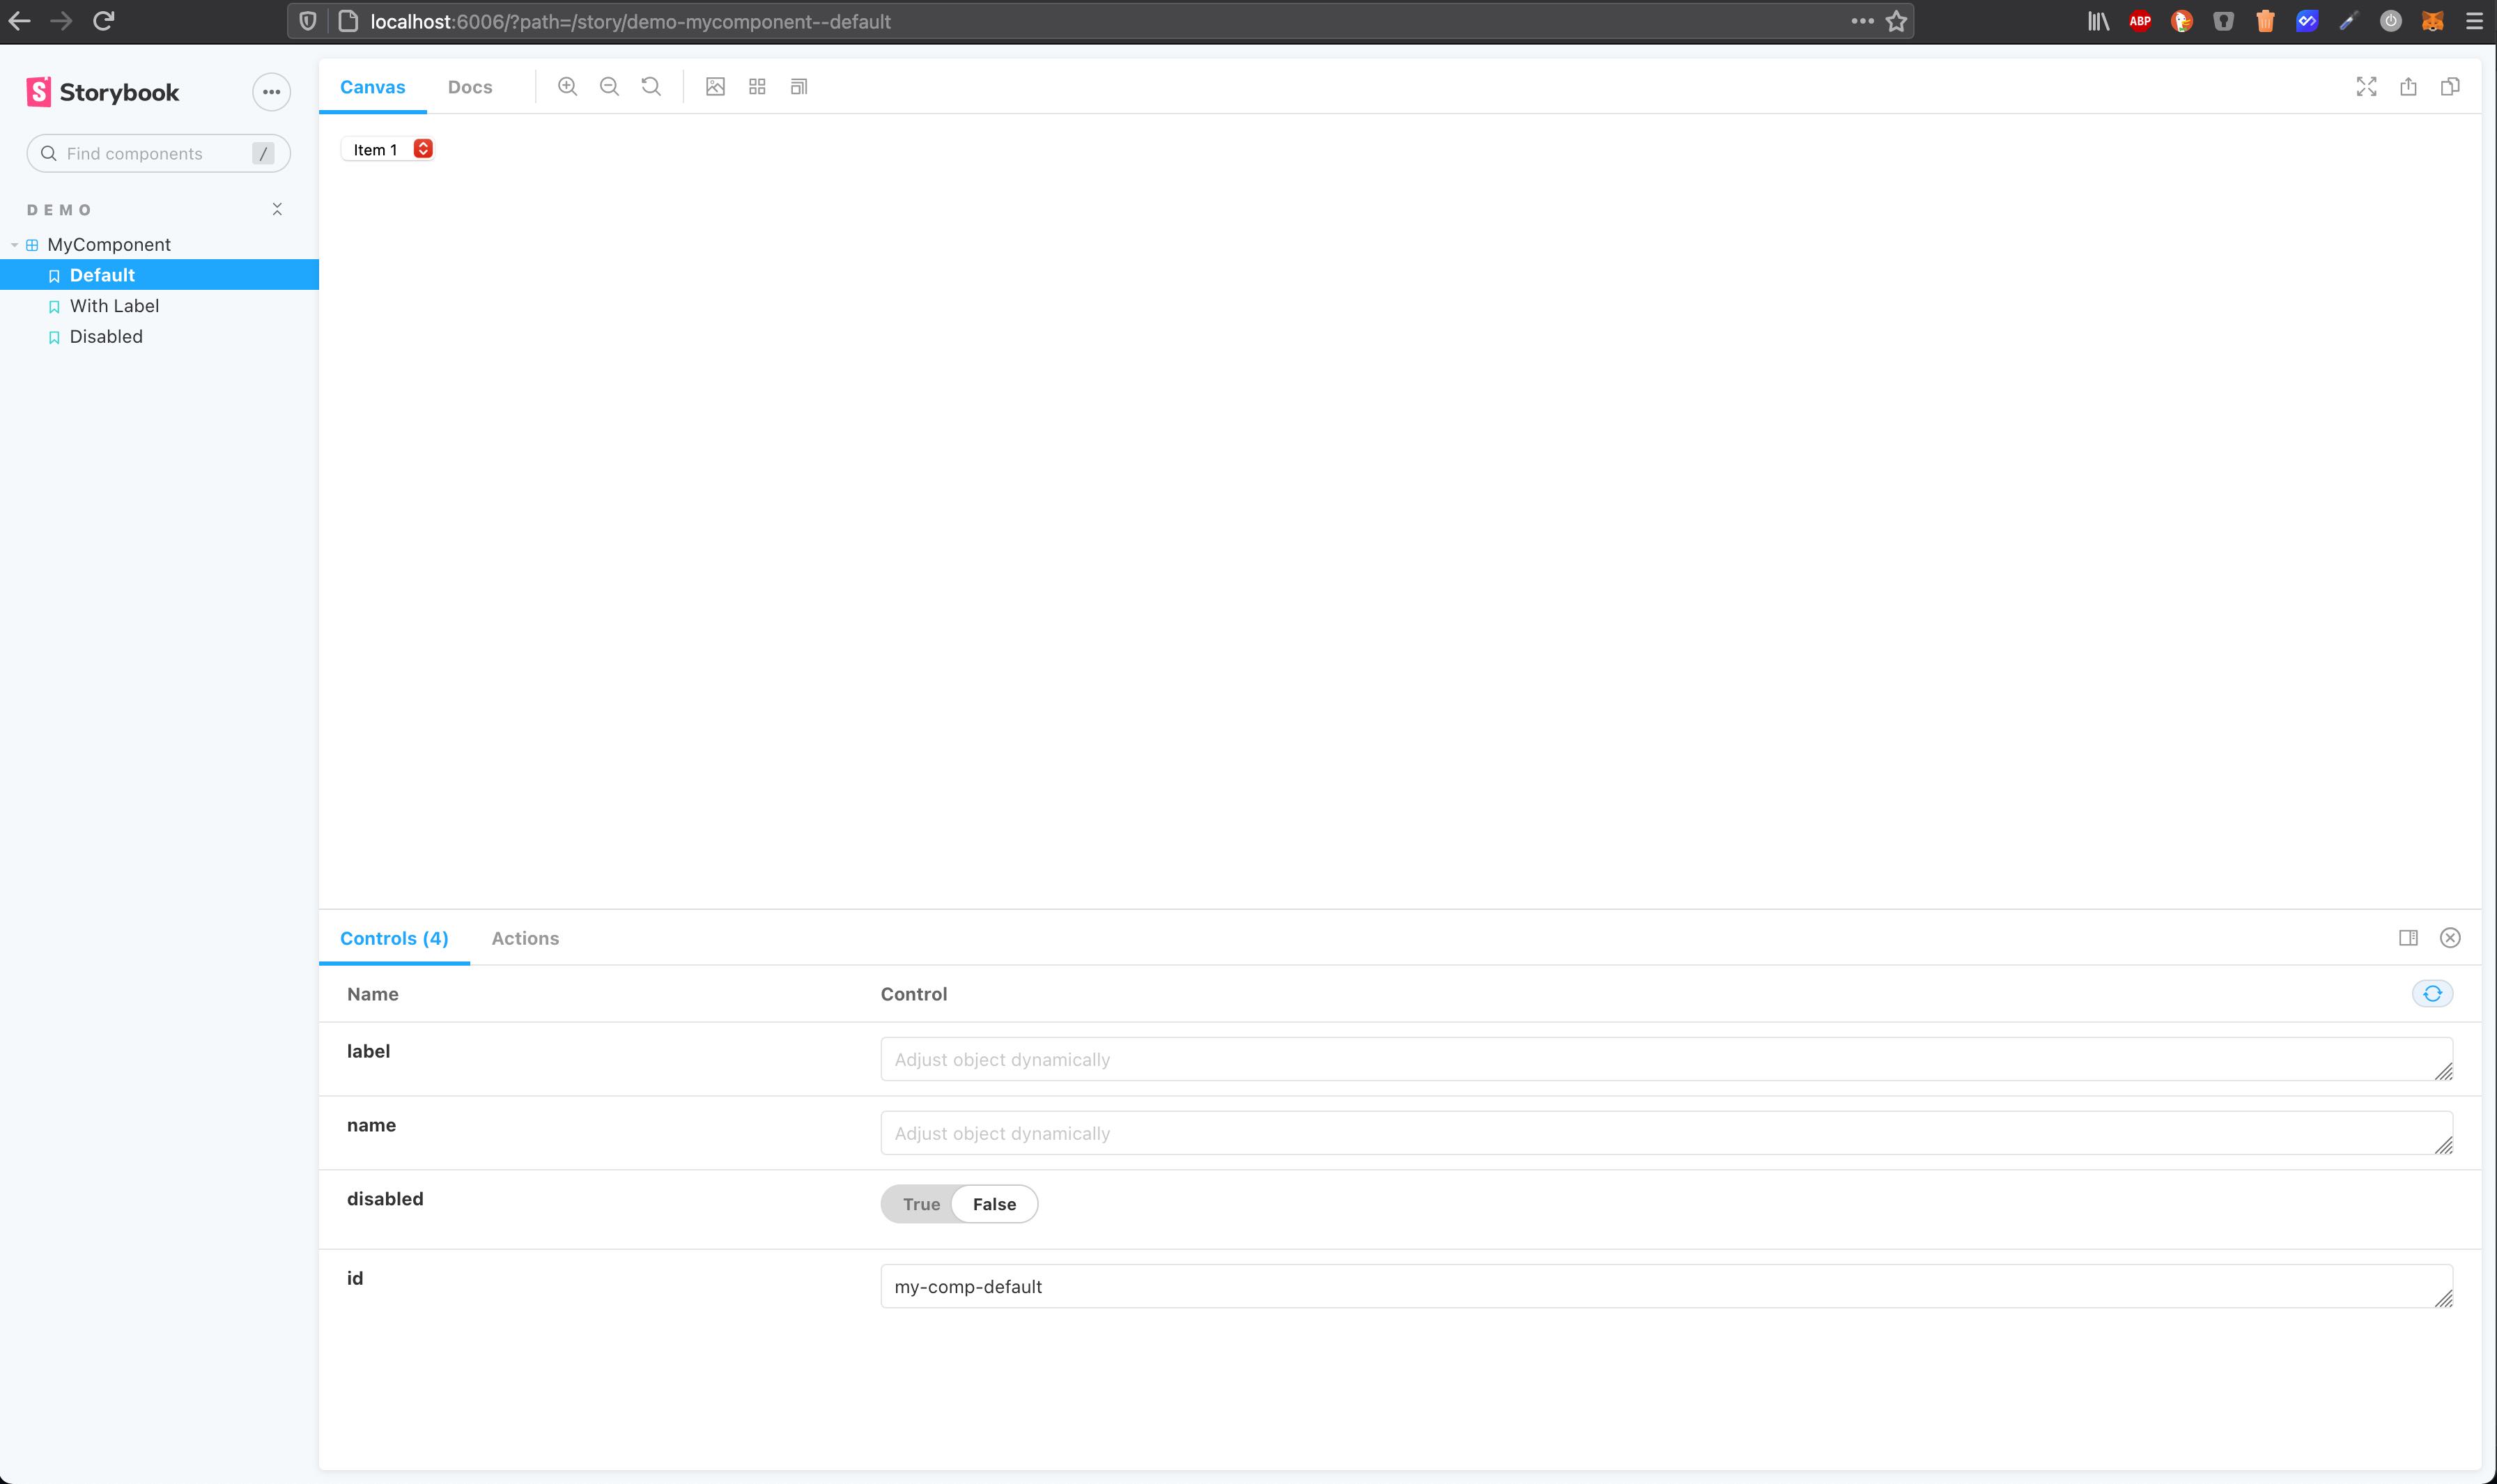 localhost:6006/?path=/story/demo-mycomponent--default
ABP
S Storybook
Find components /
DEMO
MyComponent
Default
With Label
Disabled
Canvas Docs
Item 1
Controls (4) Actions
Name Control
label Adjust object dynamically
name Adjust object dynamically
disabled True False
id my-comp-default